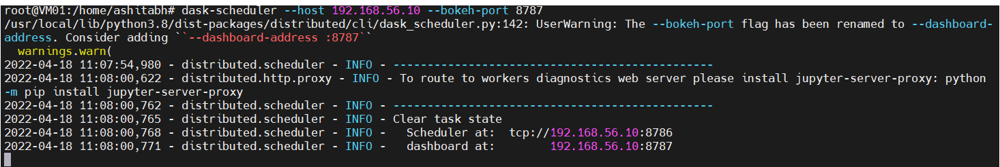 root@VM01:/home/ashitabh# dask-scheduler --host 192.168.56.10 --bokeh-port 8787
/usr/local/lib/python3.8/dist-packages/distributed/cli/dask_scheduler.py:142: UserWarning: The --bokeh-port flag has been renamed to --dashboard-
address. Consider adding ``--dashboard-address :8787``
  warnings.warn(
2022-04-18 11:07:54,980 - distributed.scheduler - INFO - -----------------------------------------------
2022-04-18 11:08:00,622 - distributed.http.proxy - INFO - To route to workers diagnostics web server please install jupyter-server-proxy: python
-m pip install jupyter-server-proxy
2022-04-18 11:08:00,762 - distributed.scheduler - INFO - -----------------------------------------------
2022-04-18 11:08:00,765 - distributed.scheduler - INFO - Clear task state
2022-04-18 11:08:00,768 - distributed.scheduler - INFO -   Scheduler at:  tcp://192.168.56.10:8786
2022-04-18 11:08:00,771 - distributed.scheduler - INFO -   dashboard at:        192.168.56.10:8787